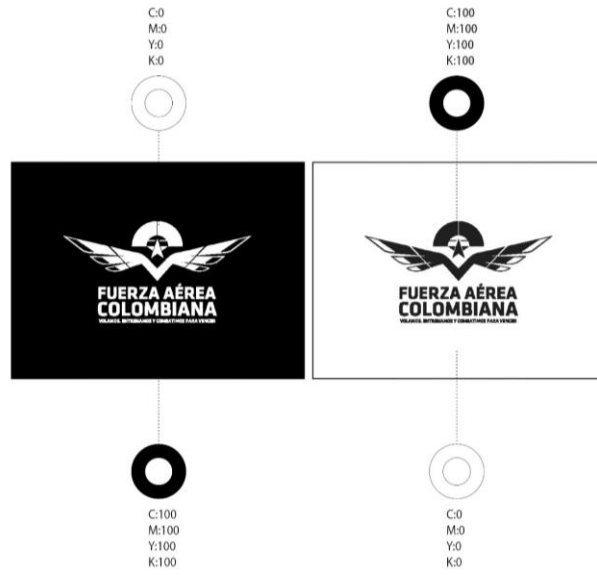 C:0
M:0
Y:0
K:0
C:100
M:100
Y:100
K:100
FUERZA AÉREA
COLOMBIANA
VOLAMOS, ENTRENAMOS Y COMBATIMOS PARA VENCER
FUERZA AÉREA
COLOMBIANA
VOLAMOS, ENTRENAMOS Y COMBATIMOS PARA VENCER
C:100
M:100
Y:100
K:100
C:0
M:0
Y:0
K:0